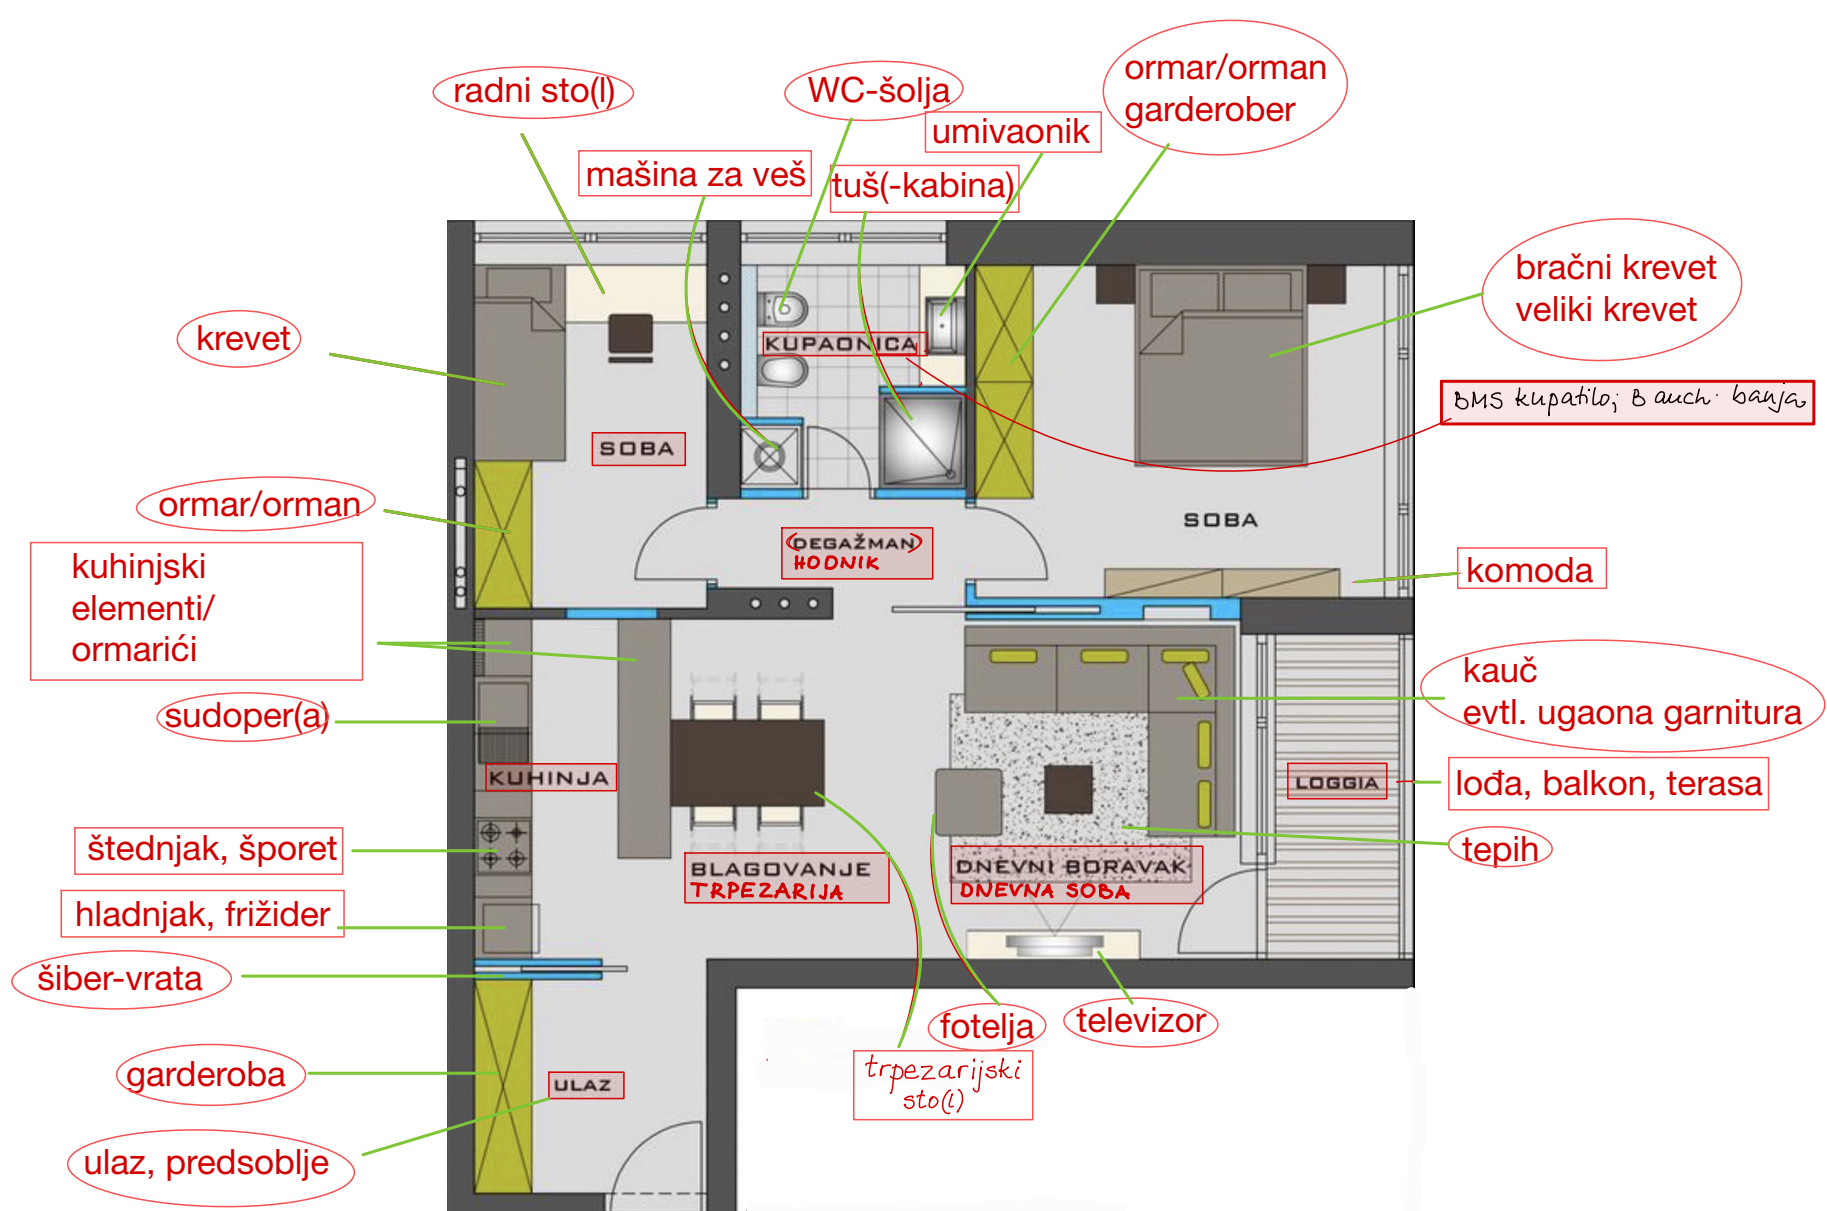 radni sto(l)
WC-šolja
ormar/orman
garderober
umivaonik
mašina za veš
tuš(-kabina)
bračni krevet
veliki krevet
krevet
KUPAONICA
BMS kupatilo; B auch banja
SOBA
ormar/orman
SOBA
(DEGAŽMAN)
HODNIK
kuhinjski
elementi/
ormarići
komoda
kauč
evtl. ugaona garnitura
sudoper(a)
KUHINJA
LOGGIA
lođa, balkon, terasa
štednjak, šporet
tepih
BLAGOVANJE
TRPEZARIJA
DNEVNI BORAVAK
DNEVNA SOBA
hladnjak, frižider
šiber-vrata
fotelja
televizor
trpezarijski
sto(l)
garderoba
ULAZ
ulaz, predsoblje